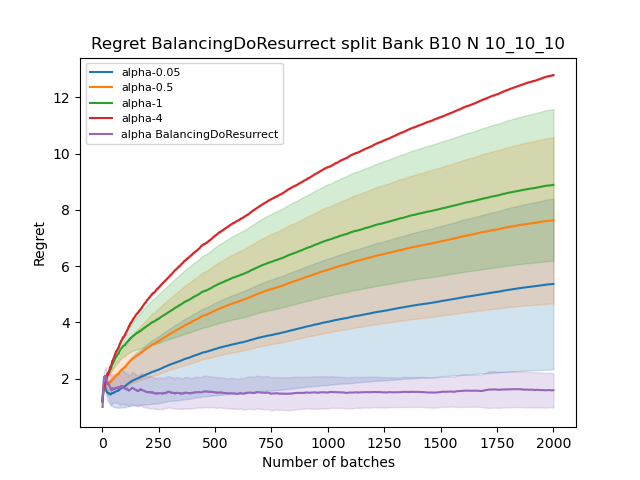 Regret BalancingDoResurrect split Bank B10 N 10_10_10
alpha-0.05
alpha-0.5
alpha-1
alpha-4
alpha BalancingDoResurrect
12
10
8
6
4
2
Regret
0 250 500 750 1000 1250 1500 1750 2000
Number of batches